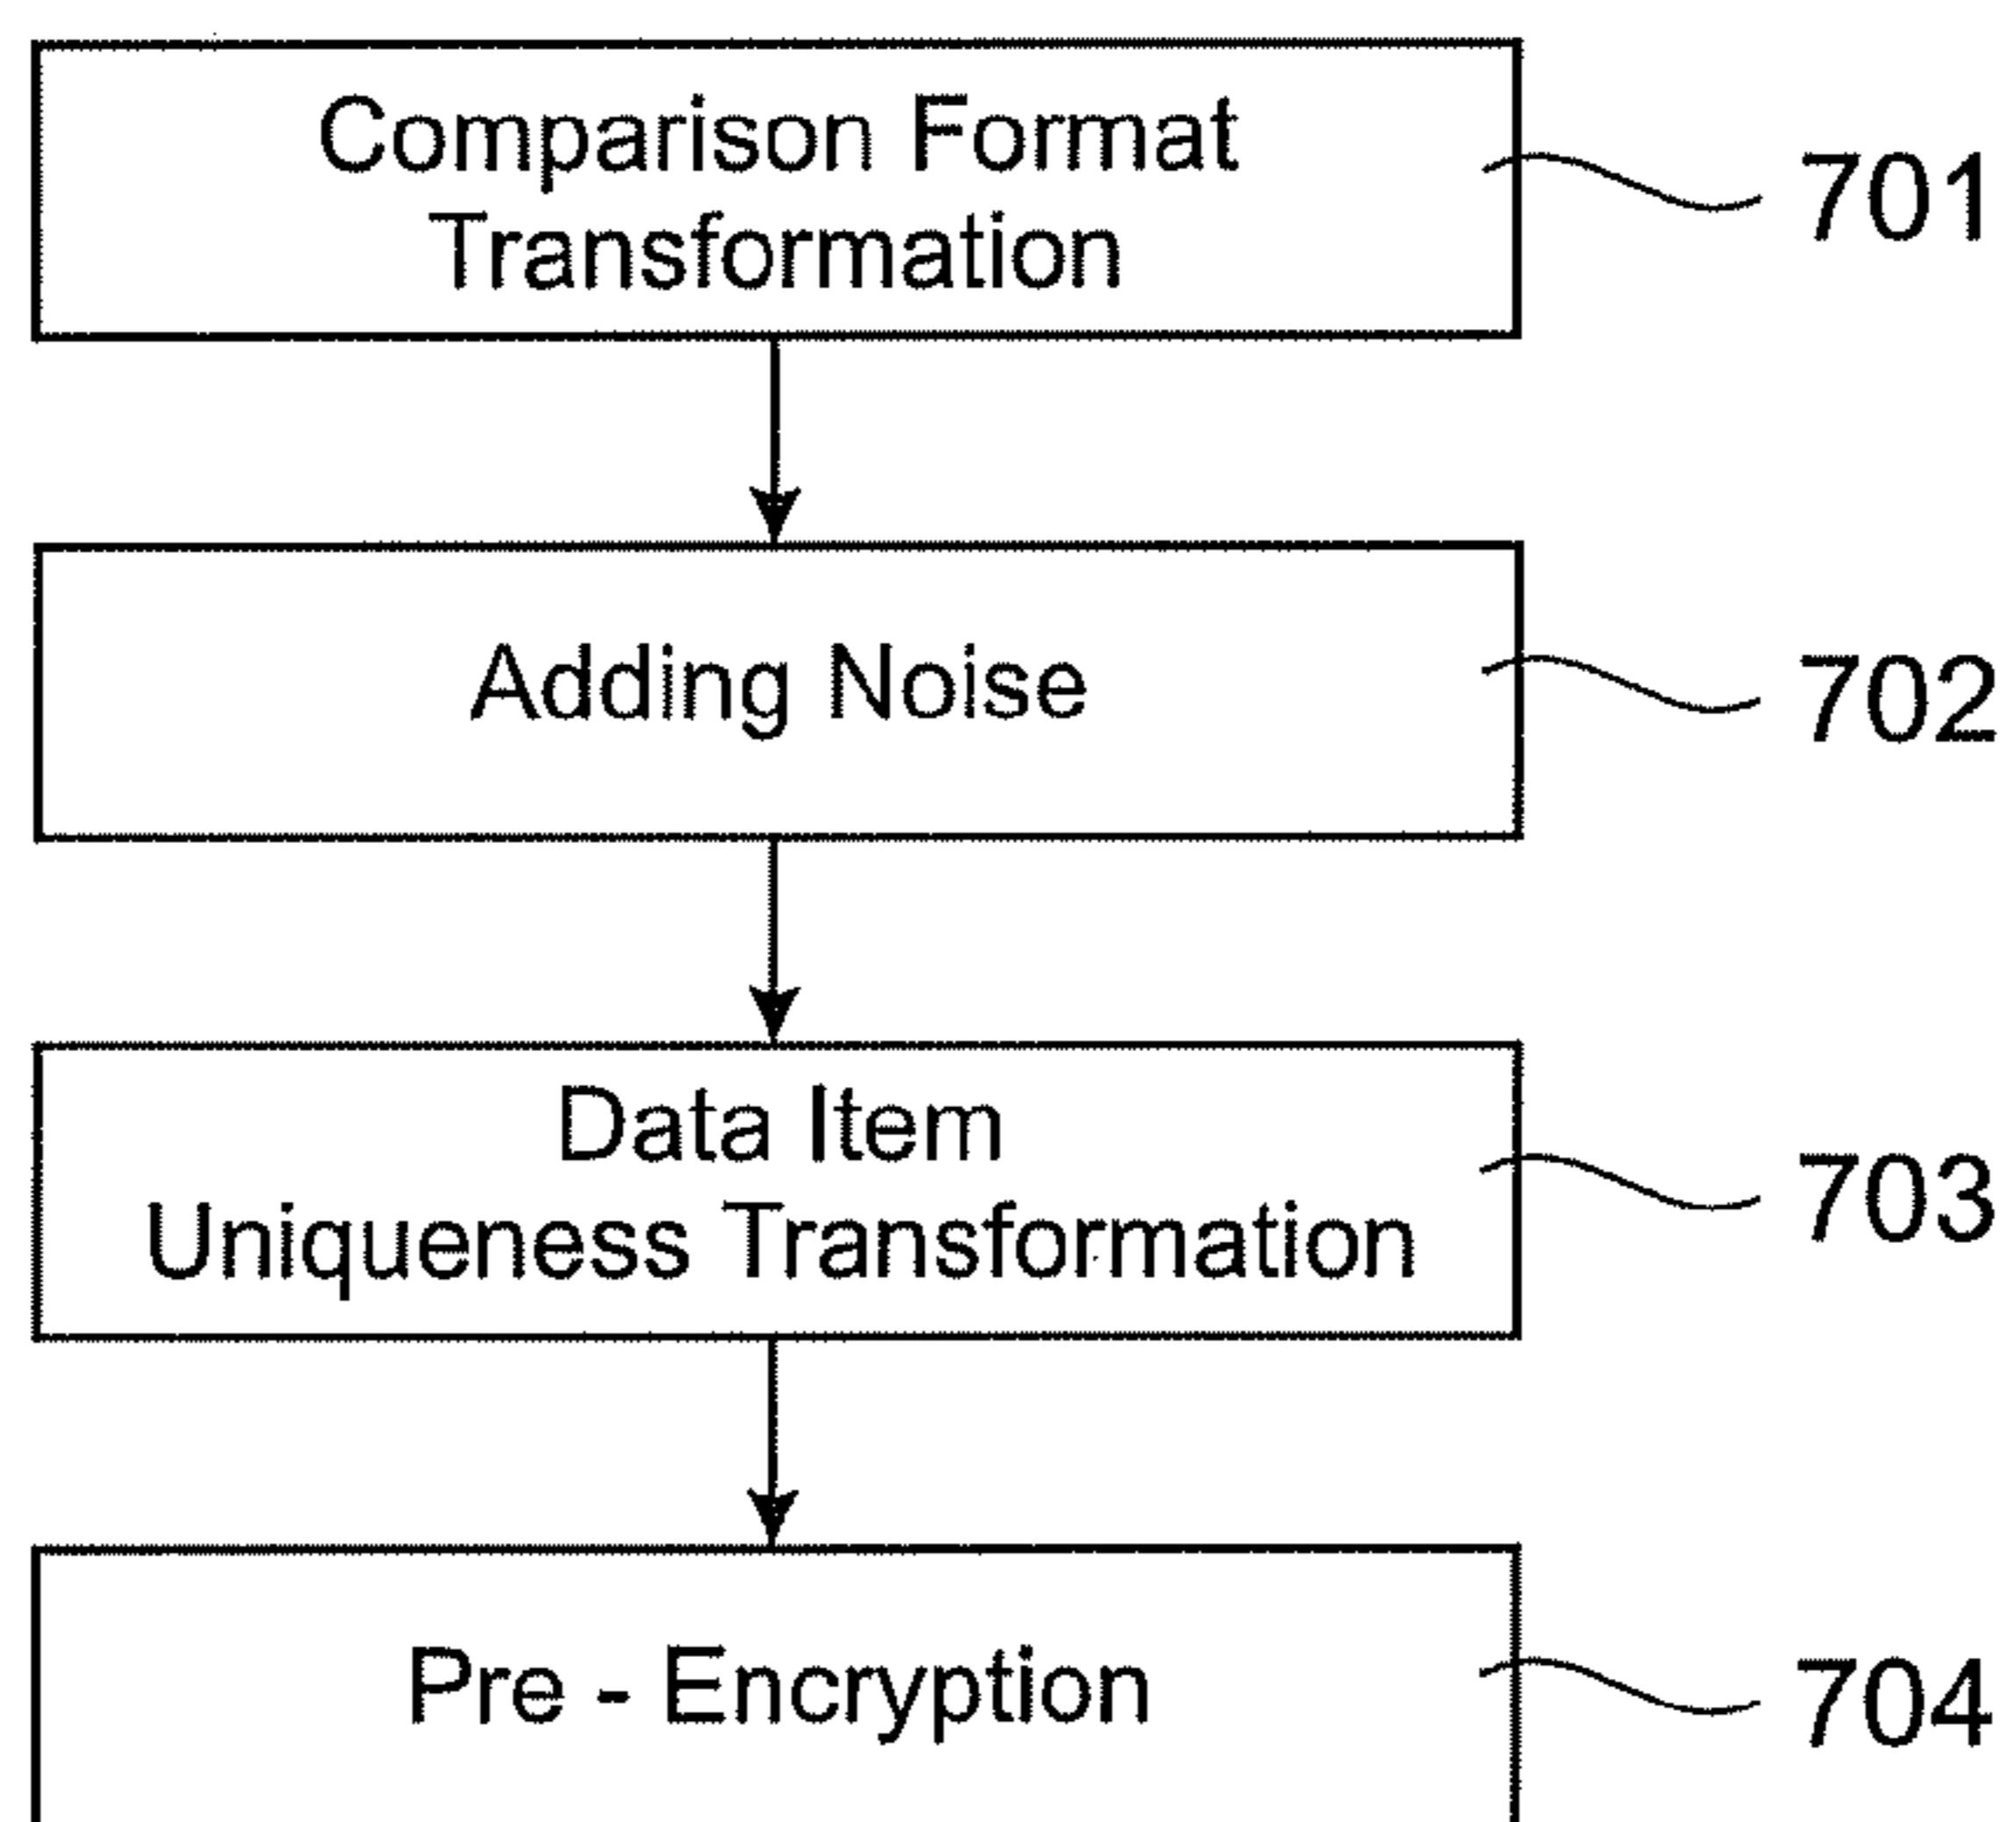 Comparison Format
Transformation
701
Adding Noise
702
Data Item
Uniqueness Transformation
703
Pre - Encryption
704